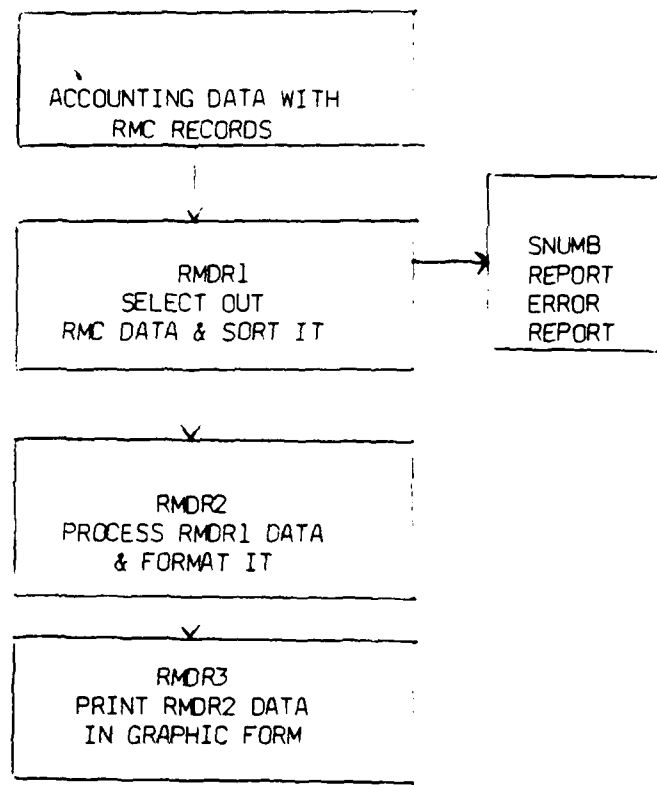 ACCOUNTING DATA WITH
RMC RECORDS
RMDR1
SELECT OUT
RMC DATA & SORT IT
SNUMB
REPORT
ERROR
REPORT
RMDR2
PROCESS RMDR1 DATA
& FORMAT IT
RMDR3
PRINT RMDR2 DATA
IN GRAPHIC FORM